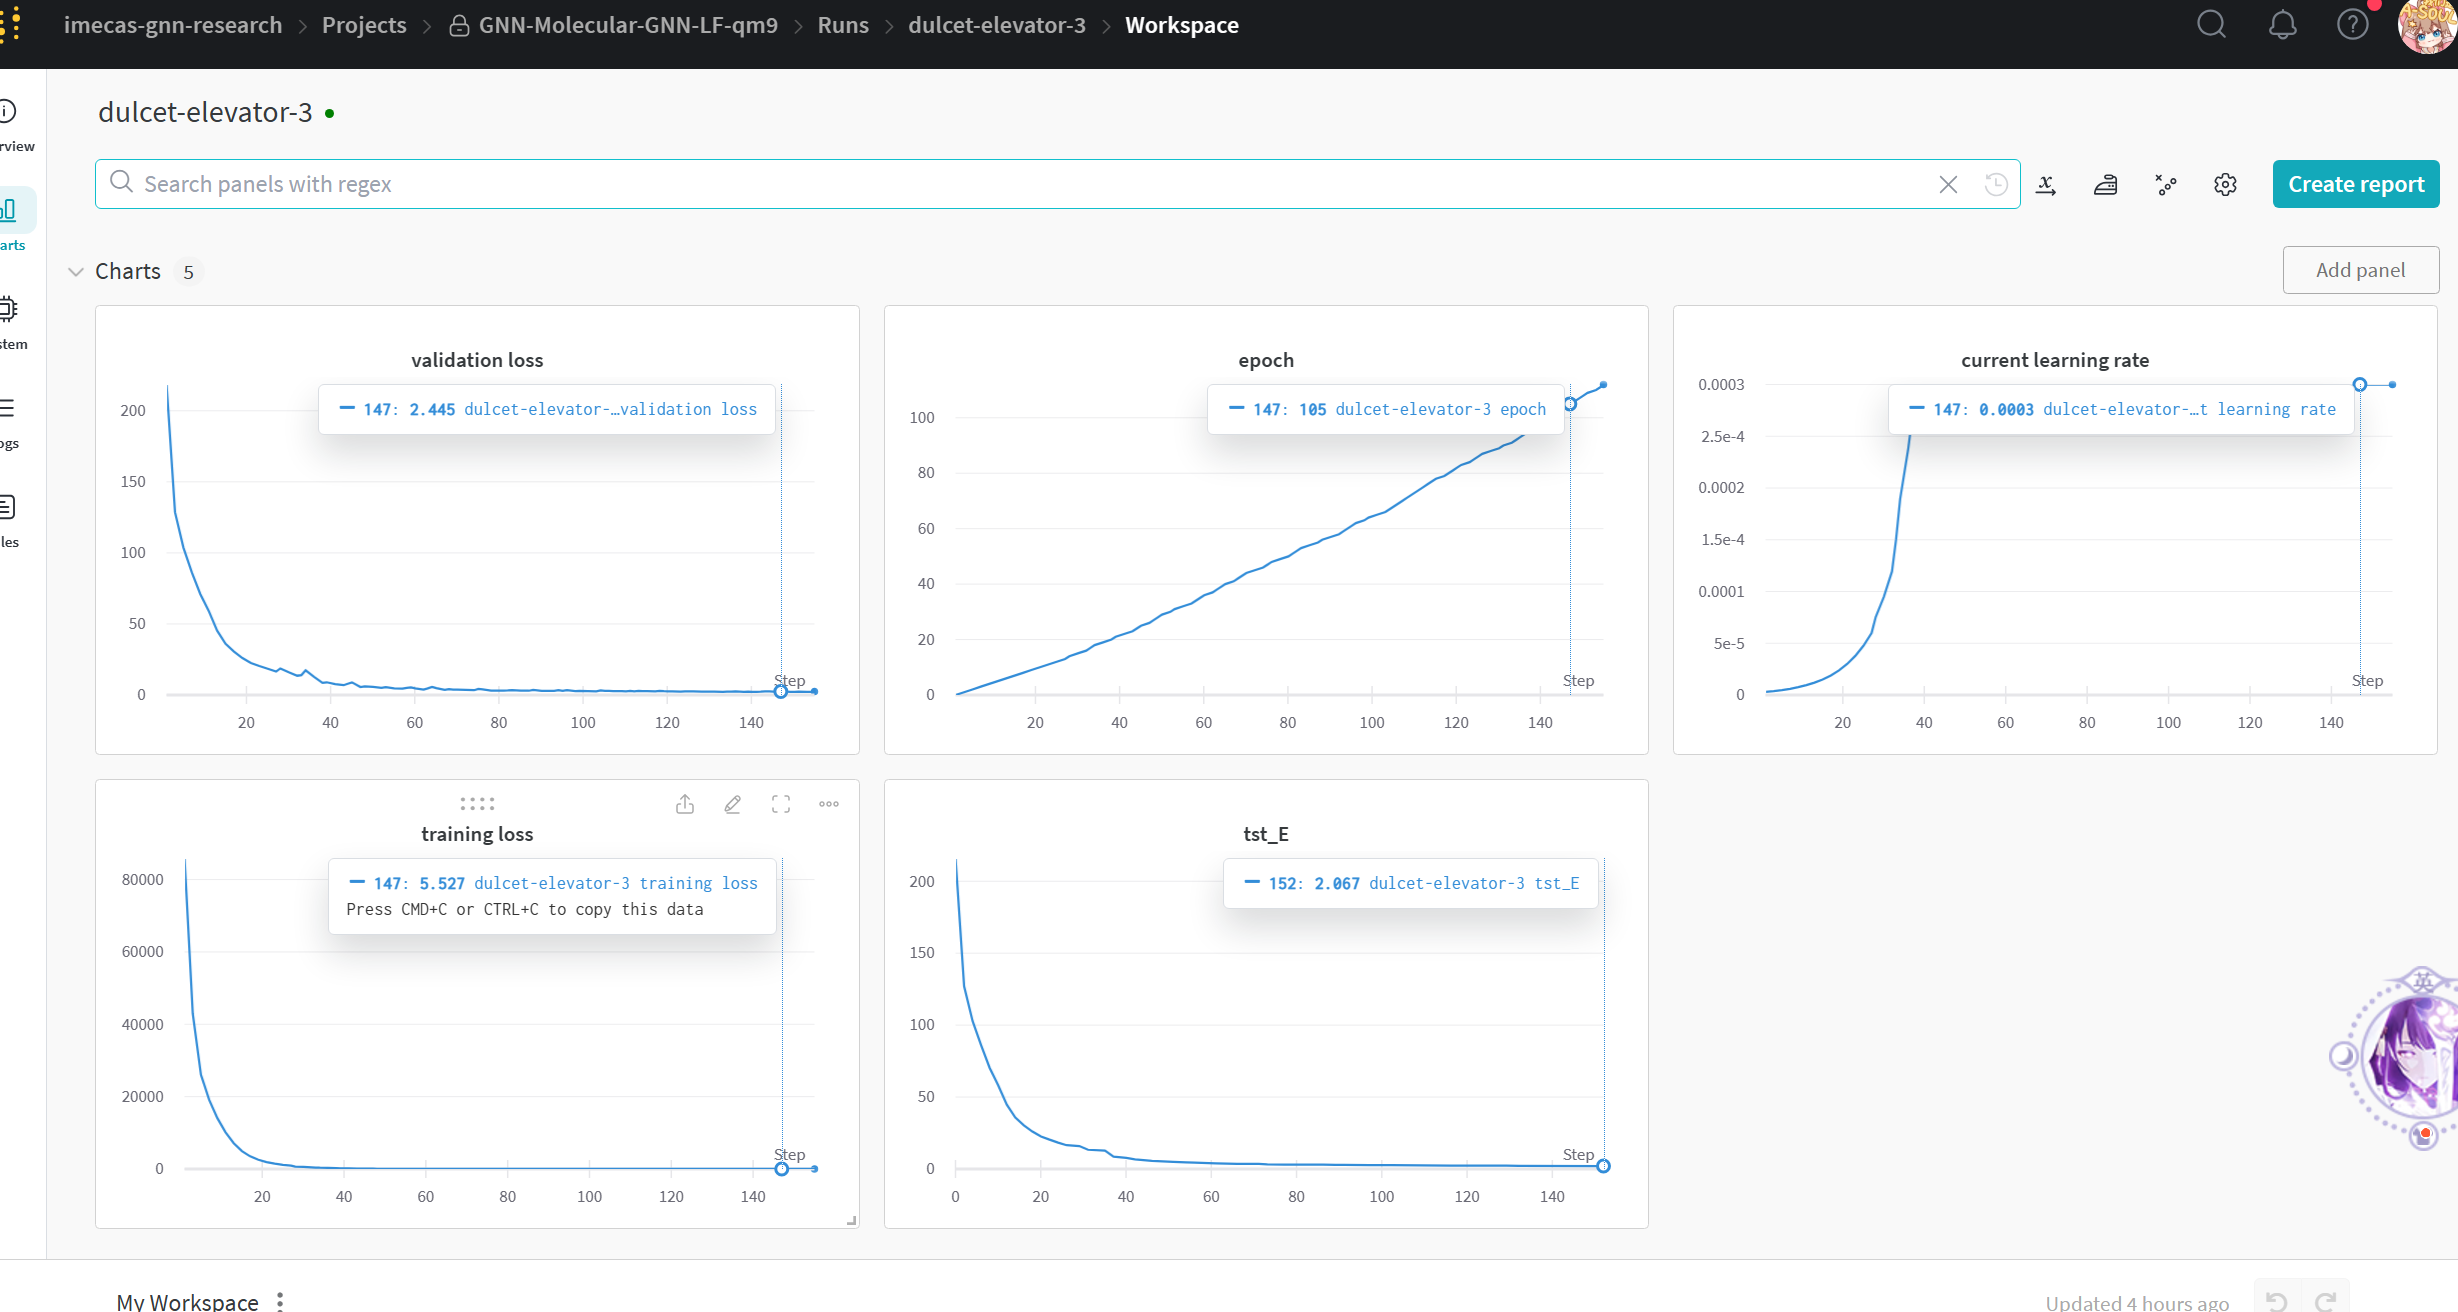 imecas-gnn-research > Projects > GNN-Molecular-GNN-LF-qm9 > Runs > dulcet-elevator-3 > Workspace
dulcet-elevator-3
rview
arts
stem
ogs
les
Search panels with regex
Create report
Charts 5
Add panel
validation loss
147: 2.445 dulcet-elevator-…validation loss
200
150
100
50
0
Step
20 40 60 80 100 120 140
epoch
147: 105 dulcet-elevator-3 epoch
100
80
60
40
20
0
Step
20 40 60 80 100 120 140
current learning rate
147: 0.0003 dulcet-elevator-…t learning rate
0.0003
2.5e-4
0.0002
1.5e-4
0.0001
5e-5
0
Step
20 40 60 80 100 120 140
training loss
147: 5.527 dulcet-elevator-3 training loss
Press CMD+C or CTRL+C to copy this data
80000
60000
40000
20000
0
Step
20 40 60 80 100 120 140
tst_E
152: 2.067 dulcet-elevator-3 tst_E
200
150
100
50
0
Step
0 20 40 60 80 100 120 140
英
My Workspace
Updated 4 hours ago